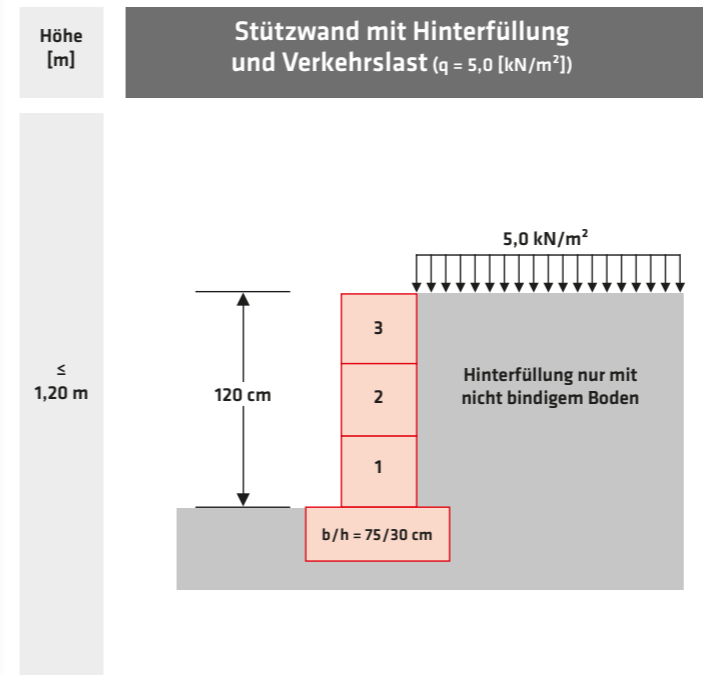 Höhe
[m]
Stützwand mit Hinterfüllung
und Verkehrslast (q = 5,0 [kN/m²])
5,0 kN/m²
≤
1,20 m
120 cm
3
2
1
Hinterfüllung nur mit
nicht bindigem Boden
b/h = 75/30 cm